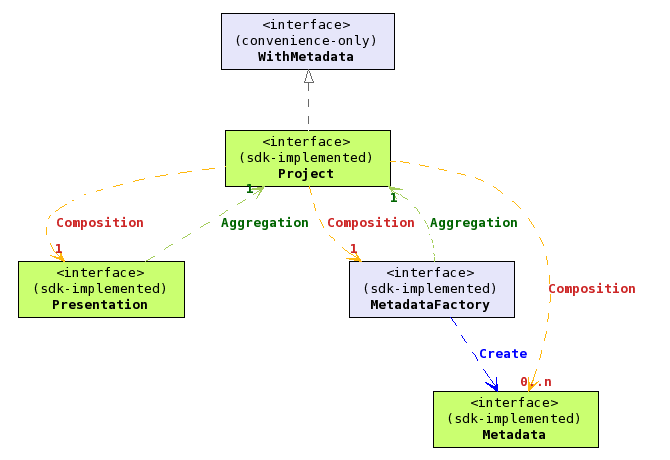 <interface>
(convenience-only)
WithMetadata
<interface>
(sdk-implemented)
Project
1
1
Composition
Aggregation
Composition
Aggregation
1
1
<interface>
(sdk-implemented)
Presentation
<interface>
(sdk-implemented)
MetadataFactory
Composition
Create
0..n
<interface>
(sdk-implemented)
Metadata